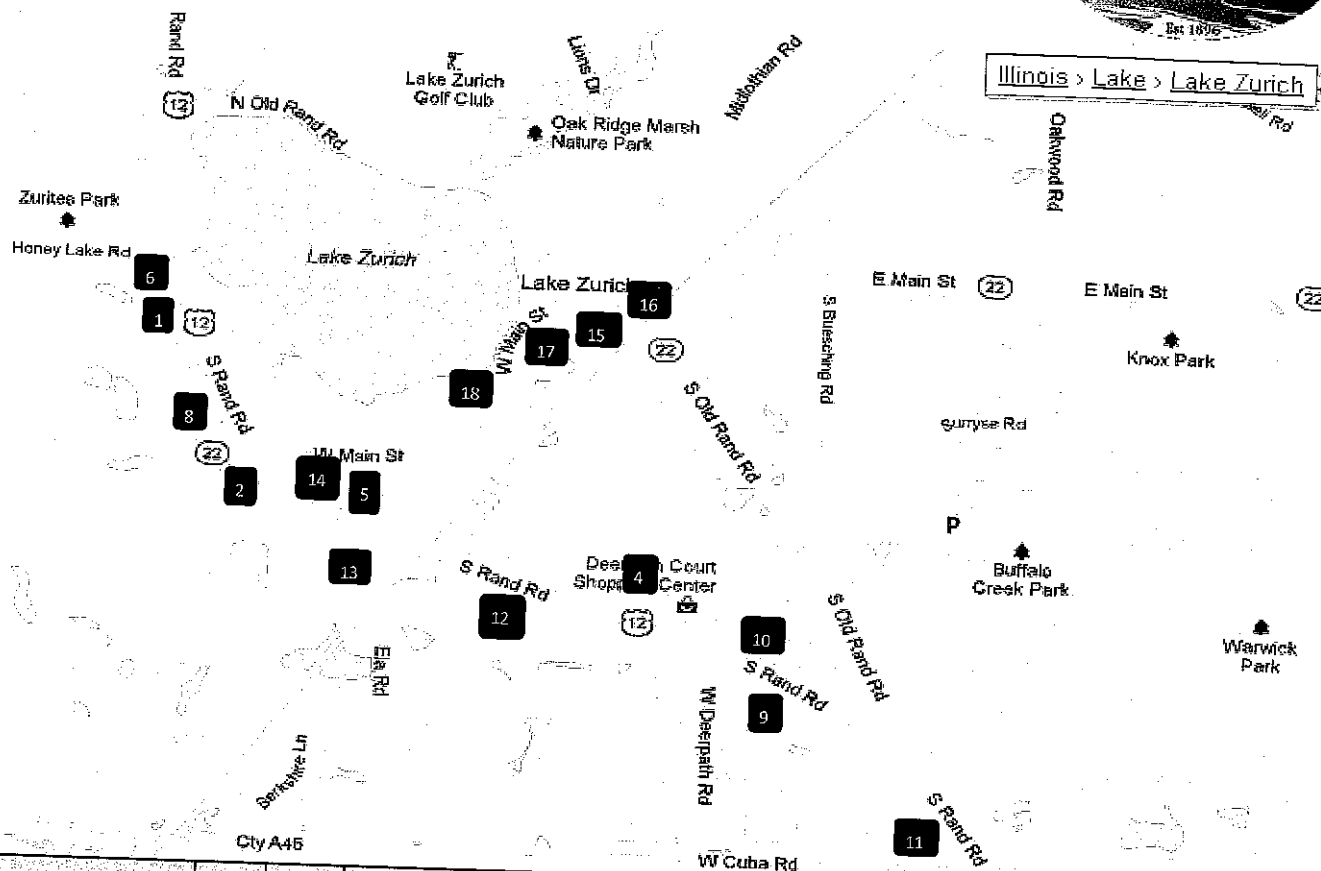 Est 1896
Illinois > Lake > Lake Zurich
Rand Rd
12
N Old Rand Rd
Lake Zurich
Golf Club
Lions Dr
Midlothian Rd
Oak Ridge Marsh
Nature Park
Oakwood Rd
Rd
Zurites Park
Honey Lake Rd
6
Lake Zurich
Lake Zurich
16
E Main St
22
E Main St
22
1
12
W Main St
17
15
22
S Buesching Rd
Knox Park
S Rand Rd
18
8
S Old Rand Rd
Surryse Rd
22
W Main St
2
14
5
P
Buffalo
Creek Park
13
S Rand Rd
12
Court
4
Center
12
10
S Old Rand Rd
Warwick
Park
Ela Rd
S Rand Rd
9
W Deerpath Rd
Berkshire Ln
S Rand Rd
11
Cty A46
W Cuba Rd